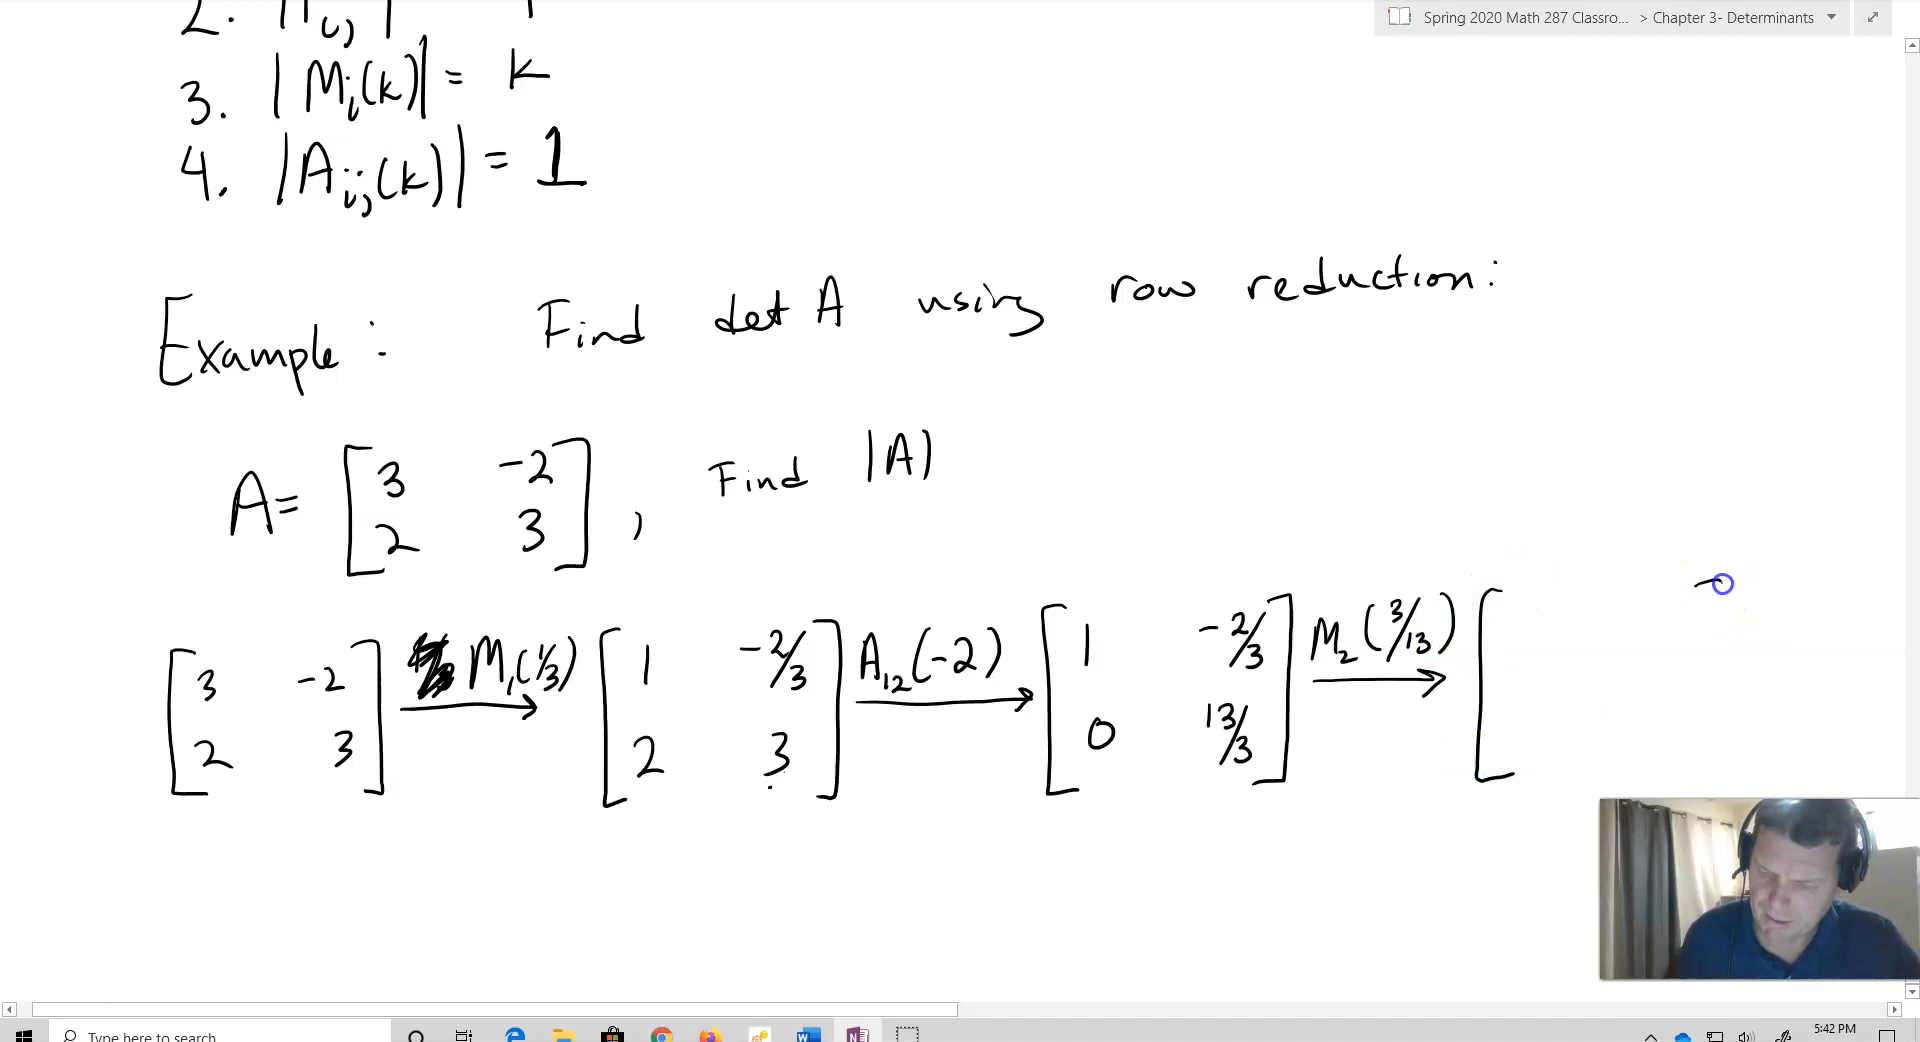 Spring 2020 Math 287 Classro... > Chapter 3- Determinants
2.
3. |Mᵢ(k)| = k
4. |Aᵢⱼ(k)| = 1
Example: Find det A using row reduction:
A = [3 -2
2 3], Find |A|
[3 -2 M₁(1/3) [1 -2/3 A₁₂(-2) [1 -2/3 M₂(3/13) [ -
2 3] → 2 3] → 0 13/3] →
Type here to search
5:42 PM